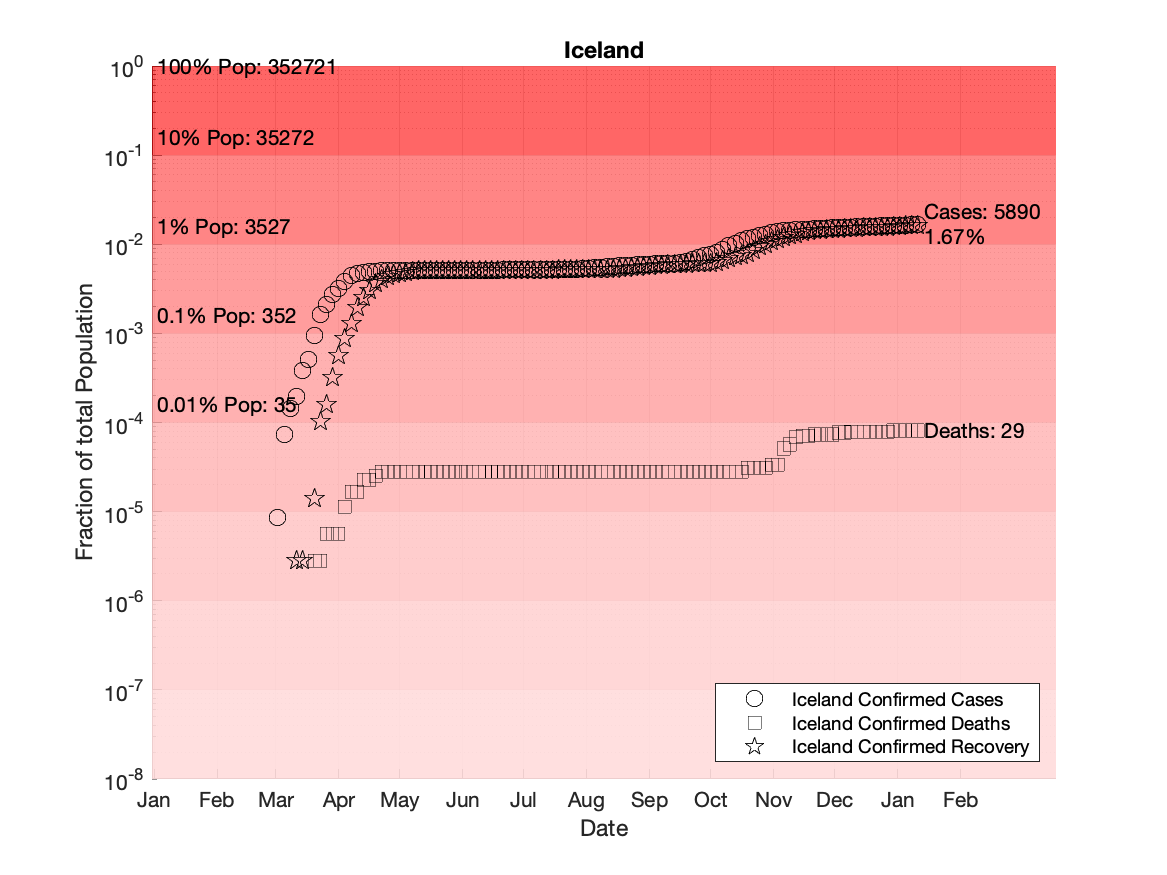 Iceland
10^0
100% Pop: 352721
10% Pop: 35272
10^-1
1% Pop: 3527
Cases: 5890
1.67%
10^-2
0.1% Pop: 352
10^-3
0.01% Pop: 35
10^-4
Deaths: 29
10^-5
10^-6
10^-7
10^-8
Fraction of total Population
Iceland Confirmed Cases
Iceland Confirmed Deaths
Iceland Confirmed Recovery
Jan Feb Mar Apr May Jun Jul Aug Sep Oct Nov Dec Jan Feb
Date